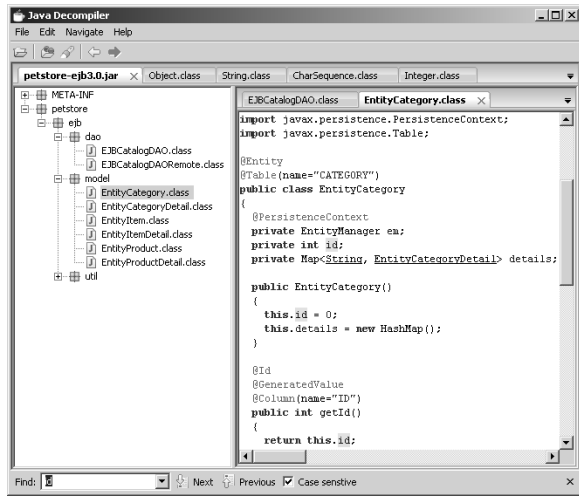 Java Decompiler
File Edit Navigate Help
petstore-ejb3.0.jar Object.class String.class CharSequence.class Integer.class
META-INF
petstore
ejb
dao
EJBCatalogDAO.class
EJBCatalogDAORemote.class
model
EntityCategory.class
EntityCategoryDetail.class
EntityItem.class
EntityItemDetail.class
EntityProduct.class
EntityProductDetail.class
util
EJBCatalogDAO.class EntityCategory.class
import javax.persistence.PersistenceContext;
import javax.persistence.Table;
@Entity
@Table(name="CATEGORY")
public class EntityCategory
{
@PersistenceContext
private EntityManager em;
private int id;
private Map<String, EntityCategoryDetail> details;
public EntityCategory()
{
this.id = 0;
this.details = new HashMap();
}
@Id
@GeneratedValue
@Column(name="ID")
public int getId()
{
return this.id;
Find: id Next Previous Case senstive